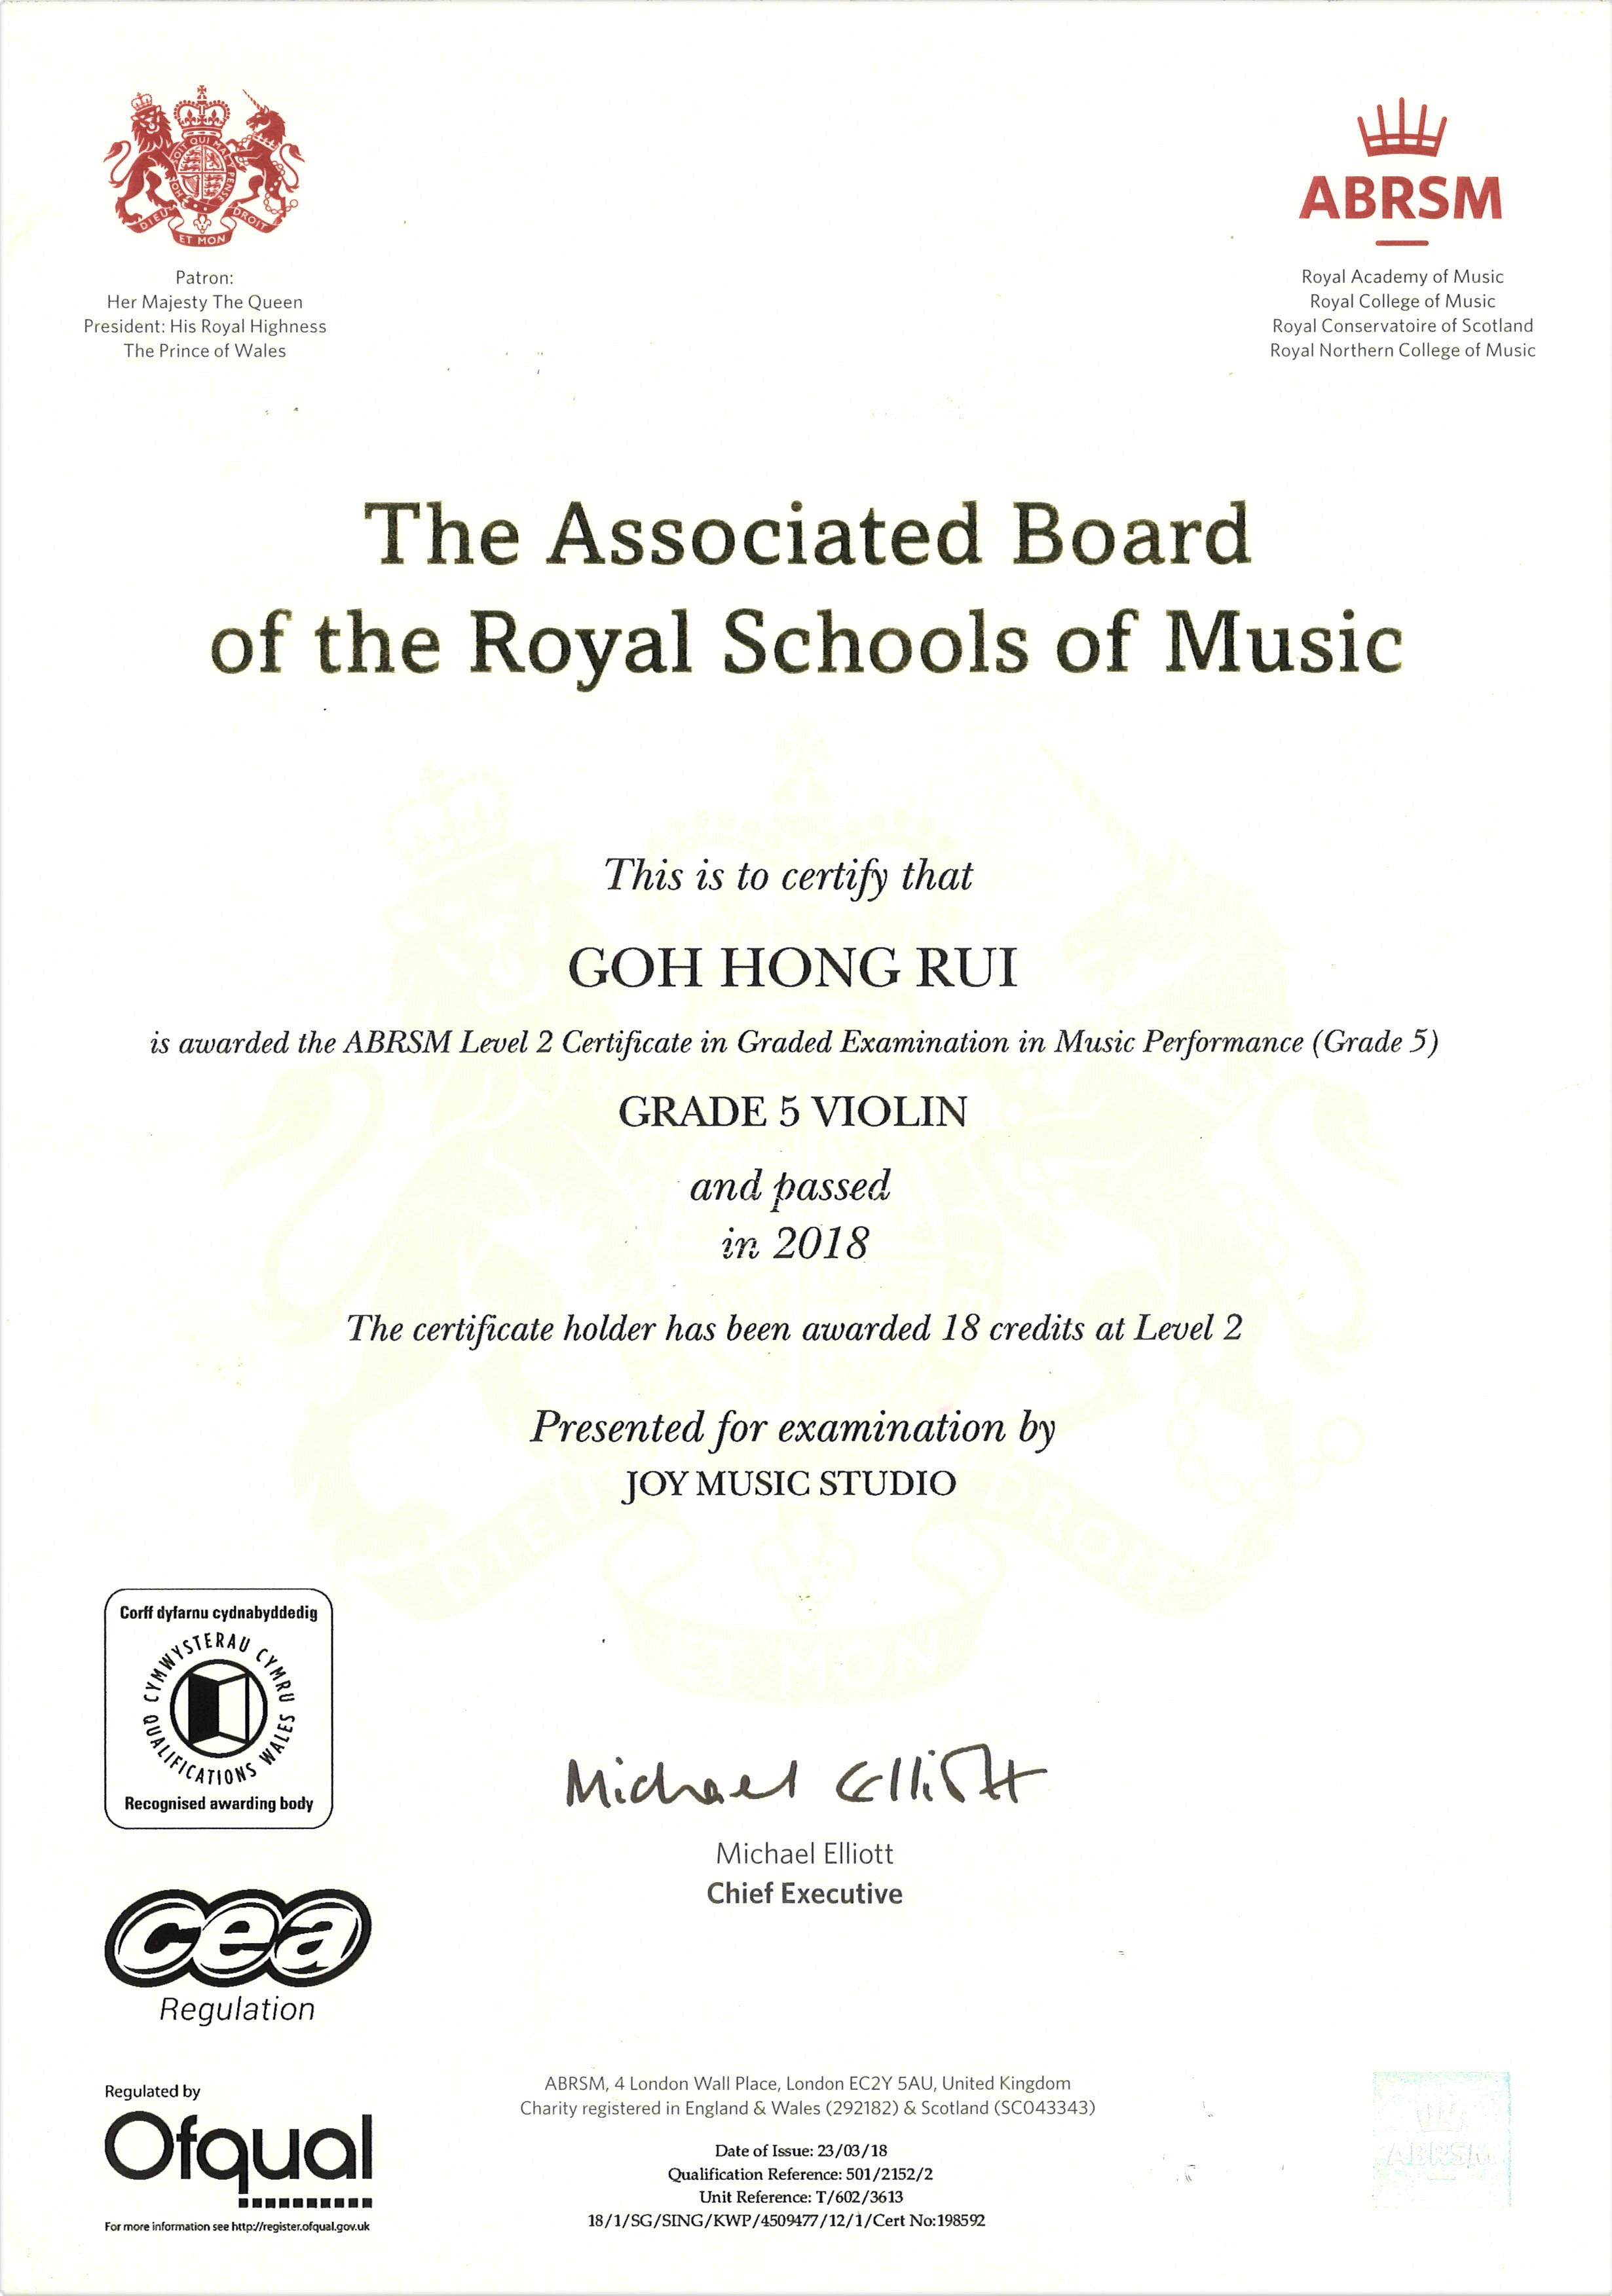 SOIT QUI MAL Y PENSE
DIEU ET MON DROIT
Patron:
Her Majesty The Queen
President: His Royal Highness
The Prince of Wales
ABRSM
Royal Academy of Music
Royal College of Music
Royal Conservatoire of Scotland
Royal Northern College of Music
The Associated Board
of the Royal Schools of Music
This is to certify that
GOH HONG RUI
is awarded the ABRSM Level 2 Certificate in Graded Examination in Music Performance (Grade 5)
GRADE 5 VIOLIN
and passed
in 2018
The certificate holder has been awarded 18 credits at Level 2
Presented for examination by
JOY MUSIC STUDIO
DIEU ET MON DROIT
Corff dyfarnu cydnabyddedig
CYMWYSTERAU CYMRU
QUALIFICATIONS WALES
Recognised awarding body
Michael Elliott
Michael Elliott
Chief Executive
cea
Regulation
Regulated by
Ofqual
For more information see http://register.ofqual.gov.uk
ABRSM, 4 London Wall Place, London EC2Y 5AU, United Kingdom
Charity registered in England & Wales (292182) & Scotland (SC043343)
Date of Issue: 23/03/18
Qualification Reference: 501/2152/2
Unit Reference: T/602/3613
18/1/SG/SING/KWP/4509477/12/1/Cert No:198592
ABRSM